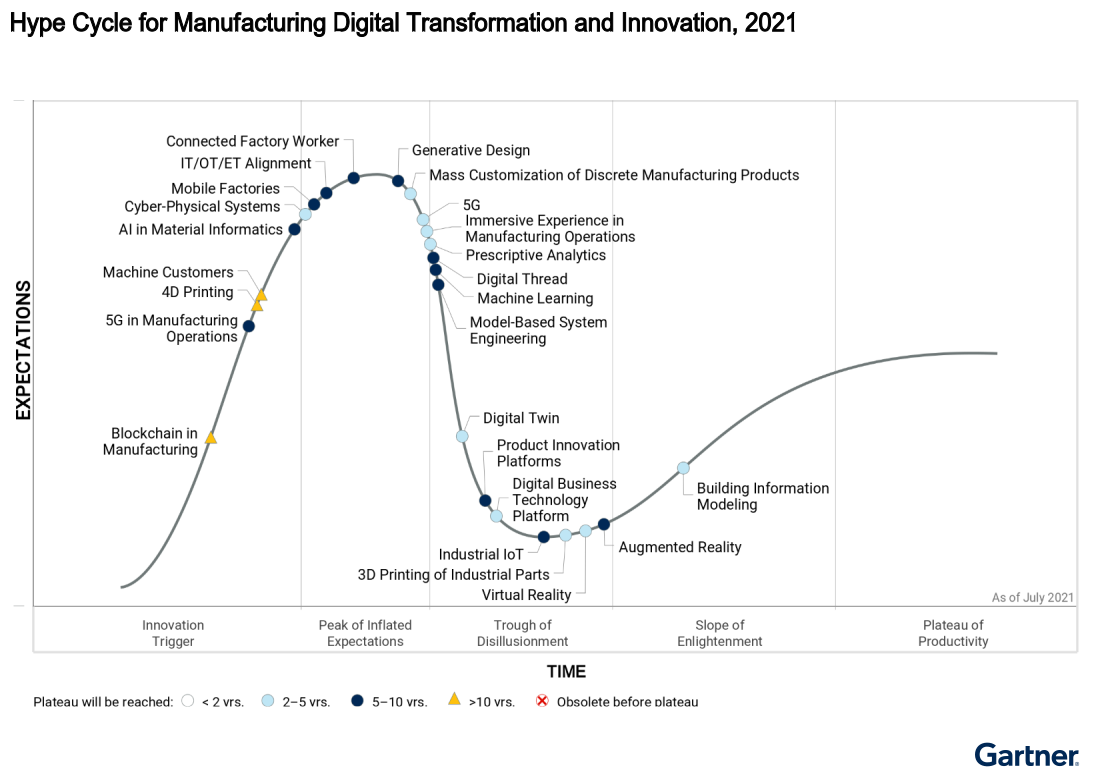 Hype Cycle for Manufacturing Digital Transformation and Innovation, 2021
Connected Factory Worker
IT/OT/ET Alignment
Mobile Factories
Cyber-Physical Systems
AI in Material Informatics
Machine Customers
4D Printing
5G in Manufacturing
Operations
Blockchain in
Manufacturing
Generative Design
Mass Customization of Discrete Manufacturing Products
5G
Immersive Experience in
Manufacturing Operations
Prescriptive Analytics
Digital Thread
Machine Learning
Model-Based System
Engineering
Digital Twin
Product Innovation
Platforms
Digital Business
Technology
Platform
Industrial IoT
3D Printing of Industrial Parts
Virtual Reality
Augmented Reality
Building Information
Modeling
EXPECTATIONS
As of July 2021
Innovation
Trigger
Peak of Inflated
Expectations
Trough of
Disillusionment
Slope of
Enlightenment
Plateau of
Productivity
TIME
Plateau will be reached: < 2 yrs. 2–5 yrs. 5–10 yrs. >10 yrs. Obsolete before plateau
Gartner